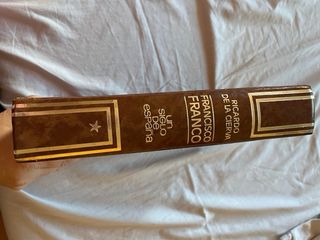 RICARDO
DE LA CIERVA
FRANCISCO
FRANCO
un
siglo
de
españa